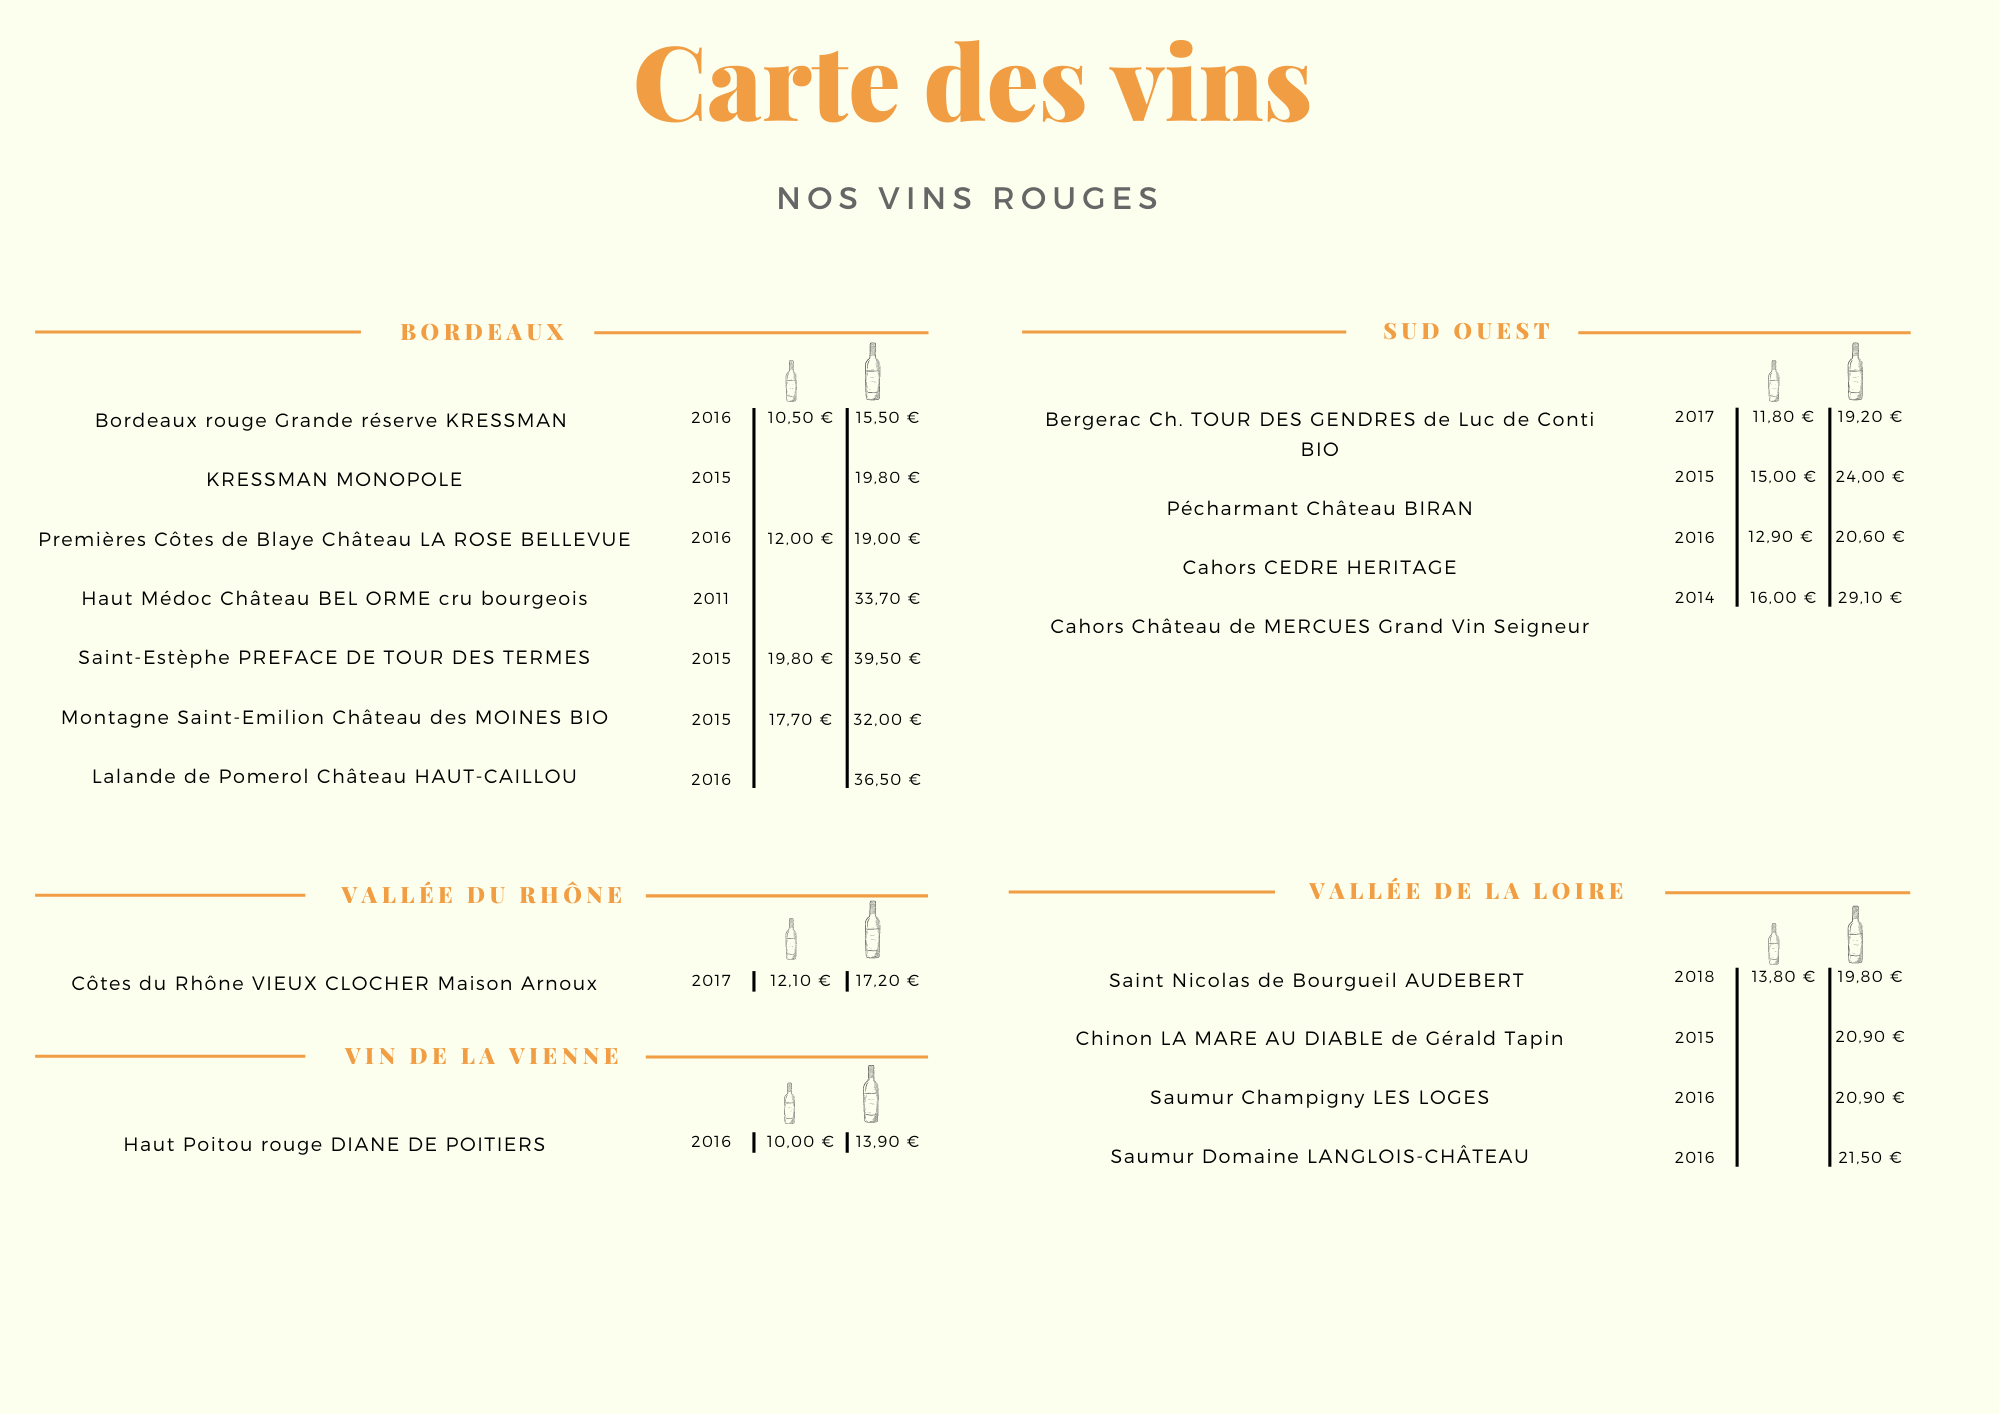 Carte des vins
NOS VINS ROUGES
BORDEAUX
Bordeaux rouge Grande réserve KRESSMAN 2016 10,50 € 15,50 €
KRESSMAN MONOPOLE 2015 19,80 €
Premières Côtes de Blaye Château LA ROSE BELLEVUE 2016 12,00 € 19,00 €
Haut Médoc Château BEL ORME cru bourgeois 2011 33,70 €
Saint-Estèphe PREFACE DE TOUR DES TERMES 2015 19,80 € 39,50 €
Montagne Saint-Emilion Château des MOINES BIO 2015 17,70 € 32,00 €
Lalande de Pomerol Château HAUT-CAILLOU 2016 36,50 €
SUD OUEST
Bergerac Ch. TOUR DES GENDRES de Luc de Conti 2017 11,80 € 19,20 €
BIO
2015 15,00 € 24,00 €
Pécharmant Château BIRAN
2016 12,90 € 20,60 €
Cahors CEDRE HERITAGE
2014 16,00 € 29,10 €
Cahors Château de MERCUES Grand Vin Seigneur
VALLÉE DU RHÔNE
Côtes du Rhône VIEUX CLOCHER Maison Arnoux 2017 12,10 € 17,20 €
VIN DE LA VIENNE
Haut Poitou rouge DIANE DE POITIERS 2016 10,00 € 13,90 €
VALLÉE DE LA LOIRE
Saint Nicolas de Bourgueil AUDEBERT 2018 13,80 € 19,80 €
Chinon LA MARE AU DIABLE de Gérald Tapin 2015 20,90 €
Saumur Champigny LES LOGES 2016 20,90 €
Saumur Domaine LANGLOIS-CHÂTEAU 2016 21,50 €